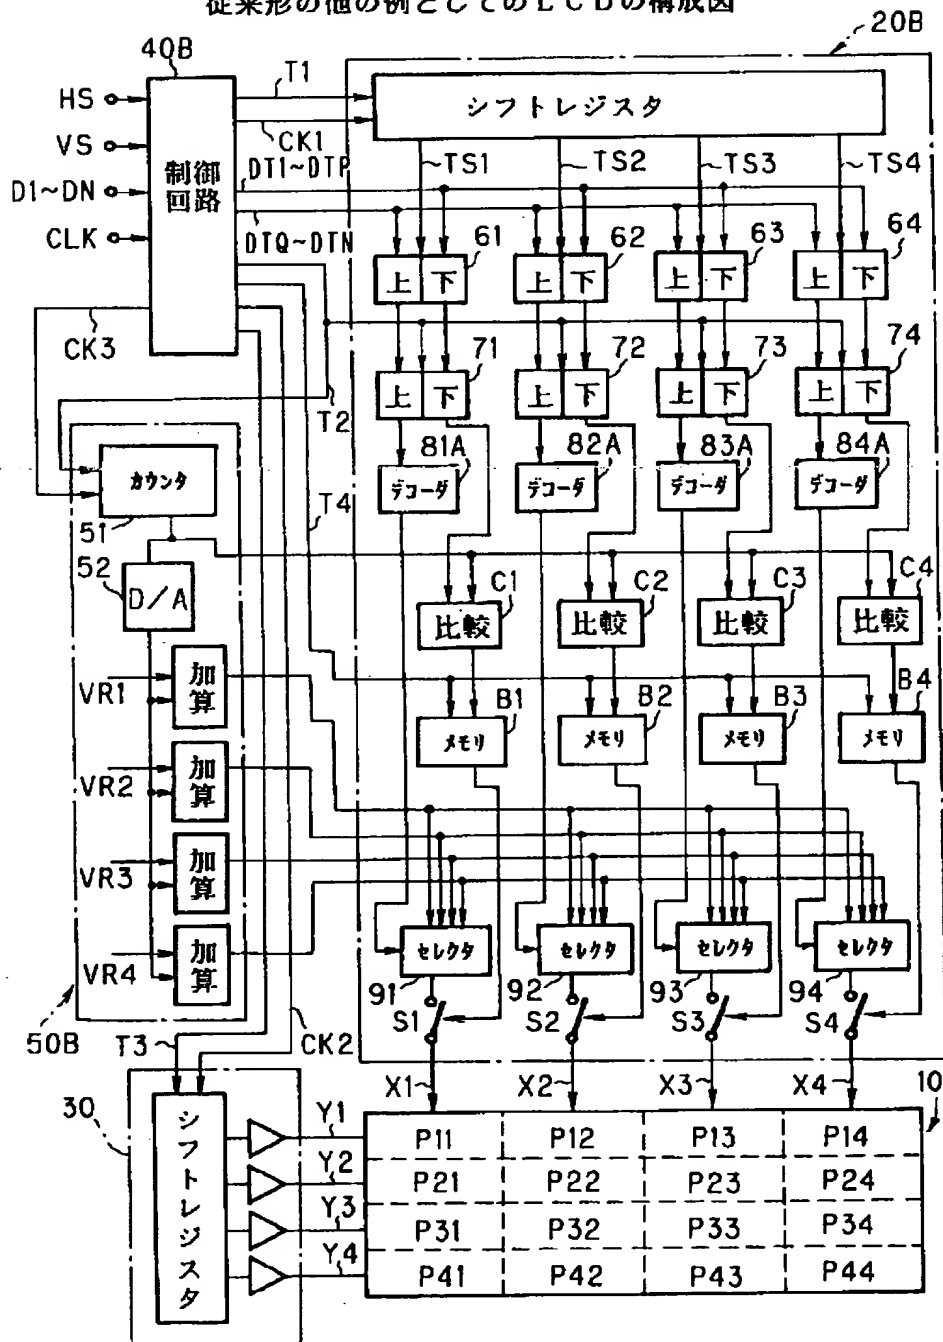 従来形の他の例としてのLCDの構成図
20B
40B
HS
VS
D1~DN
CLK
制御
回路
T1
CK1
シフトレジスタ
TS1
TS2
TS3
TS4
DT1~DTP
DTQ~DTN
61
62
63
64
上 下
上 下
上 下
上 下
CK3
71
72
73
74
上 下
上 下
上 下
上 下
T2
81A
82A
83A
84A
デコーダ
デコーダ
デコーダ
デコーダ
カウンタ
51
T4
52
D/A
C1
C2
C3
C4
比較
比較
比較
比較
VR1
加算
B1
B2
B3
B4
メモリ
メモリ
メモリ
メモリ
VR2
加算
VR3
加算
VR4
加算
セレクタ
セレクタ
セレクタ
セレクタ
91
92
93
94
S1
S2
S3
S4
50B
T3
CK2
X1
X2
X3
X4
10
30
シフトレジスタ
Y1
Y2
Y3
Y4
P11 P12 P13 P14
P21 P22 P23 P24
P31 P32 P33 P34
P41 P42 P43 P44